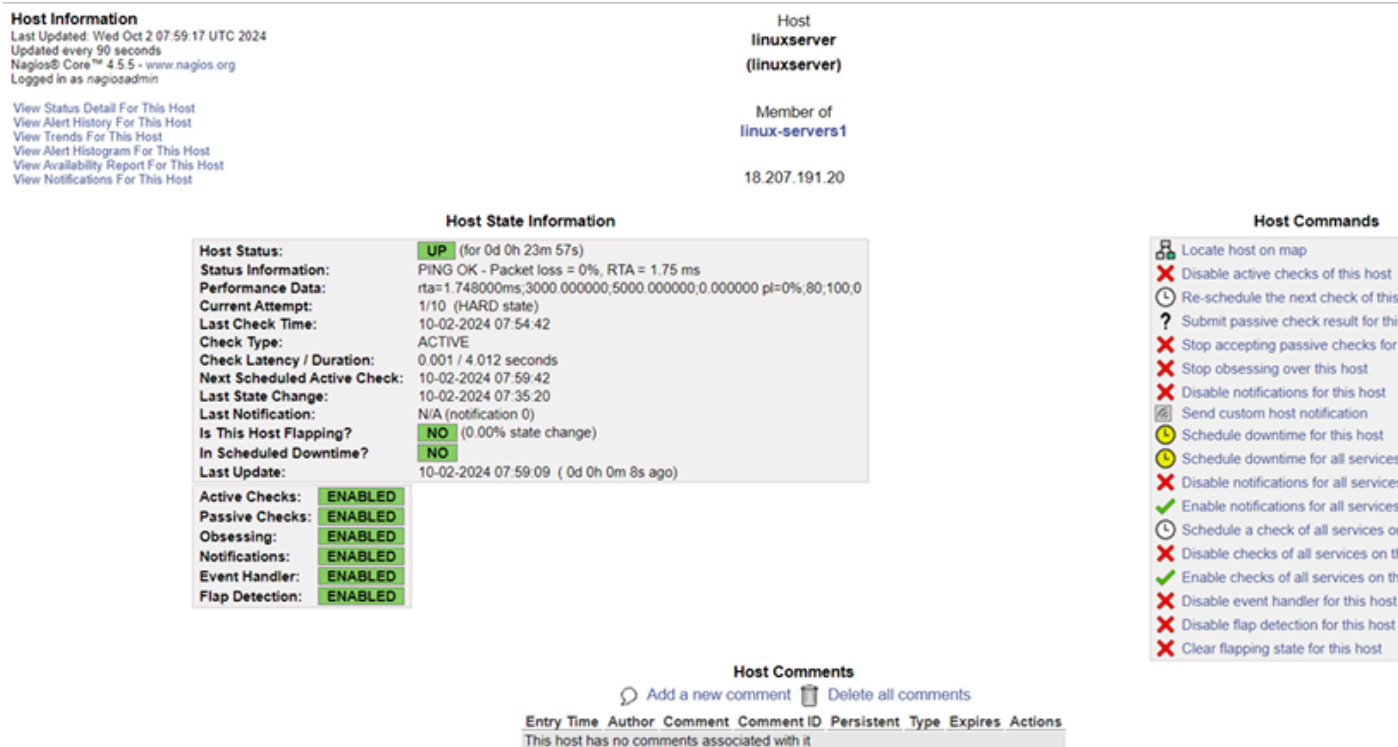 Host Information
Last Updated: Wed Oct 2 07:59:17 UTC 2024
Updated every 90 seconds
Nagios® Core™ 4.5.5 - www.nagios.org
Logged in as nagiosadmin
View Status Detail For This Host
View Alert History For This Host
View Trends For This Host
View Alert Histogram For This Host
View Availability Report For This Host
View Notifications For This Host
Host
linuxserver
(linuxserver)
Member of
linux-servers1
18.207.191.20
Host State Information
Host Status: UP (for 0d 0h 23m 57s)
Status Information: PING OK - Packet loss = 0%, RTA = 1.75 ms
Performance Data: rta=1.748000ms;3000.000000;5000.000000;0.000000 pl=0%;80;100;0
Current Attempt: 1/10 (HARD state)
Last Check Time: 10-02-2024 07:54:42
Check Type: ACTIVE
Check Latency / Duration: 0.001 / 4.012 seconds
Next Scheduled Active Check: 10-02-2024 07:59:42
Last State Change: 10-02-2024 07:35:20
Last Notification: N/A (notification 0)
Is This Host Flapping? NO (0.00% state change)
In Scheduled Downtime? NO
Last Update: 10-02-2024 07:59:09 ( 0d 0h 0m 8s ago)
Active Checks: ENABLED
Passive Checks: ENABLED
Obsessing: ENABLED
Notifications: ENABLED
Event Handler: ENABLED
Flap Detection: ENABLED
Host Commands
Locate host on map
Disable active checks of this host
Re-schedule the next check of this
Submit passive check result for thi
Stop accepting passive checks for
Stop obsessing over this host
Disable notifications for this host
Send custom host notification
Schedule downtime for this host
Schedule downtime for all services
Disable notifications for all services
Enable notifications for all services
Schedule a check of all services o
Disable checks of all services on th
Enable checks of all services on th
Disable event handler for this host
Disable flap detection for this host
Clear flapping state for this host
Host Comments
Add a new comment Delete all comments
Entry Time Author Comment Comment ID Persistent Type Expires Actions
This host has no comments associated with it